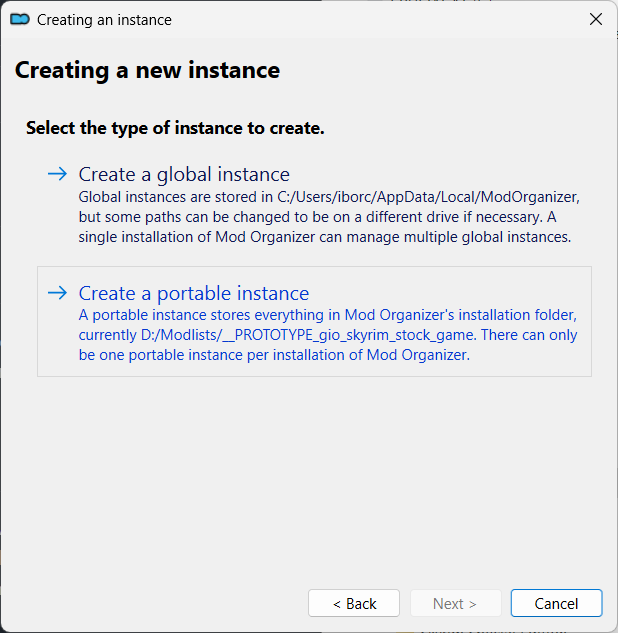 Creating an instance
Creating a new instance
Select the type of instance to create.
Create a global instance
Global instances are stored in C:/Users/iborc/AppData/Local/ModOrganizer,
but some paths can be changed to be on a different drive if necessary. A
single installation of Mod Organizer can manage multiple global instances.
Create a portable instance
A portable instance stores everything in Mod Organizer's installation folder,
currently D:/Modlists/__PROTOTYPE_gio_skyrim_stock_game. There can only
be one portable instance per installation of Mod Organizer.
< Back
Next >
Cancel